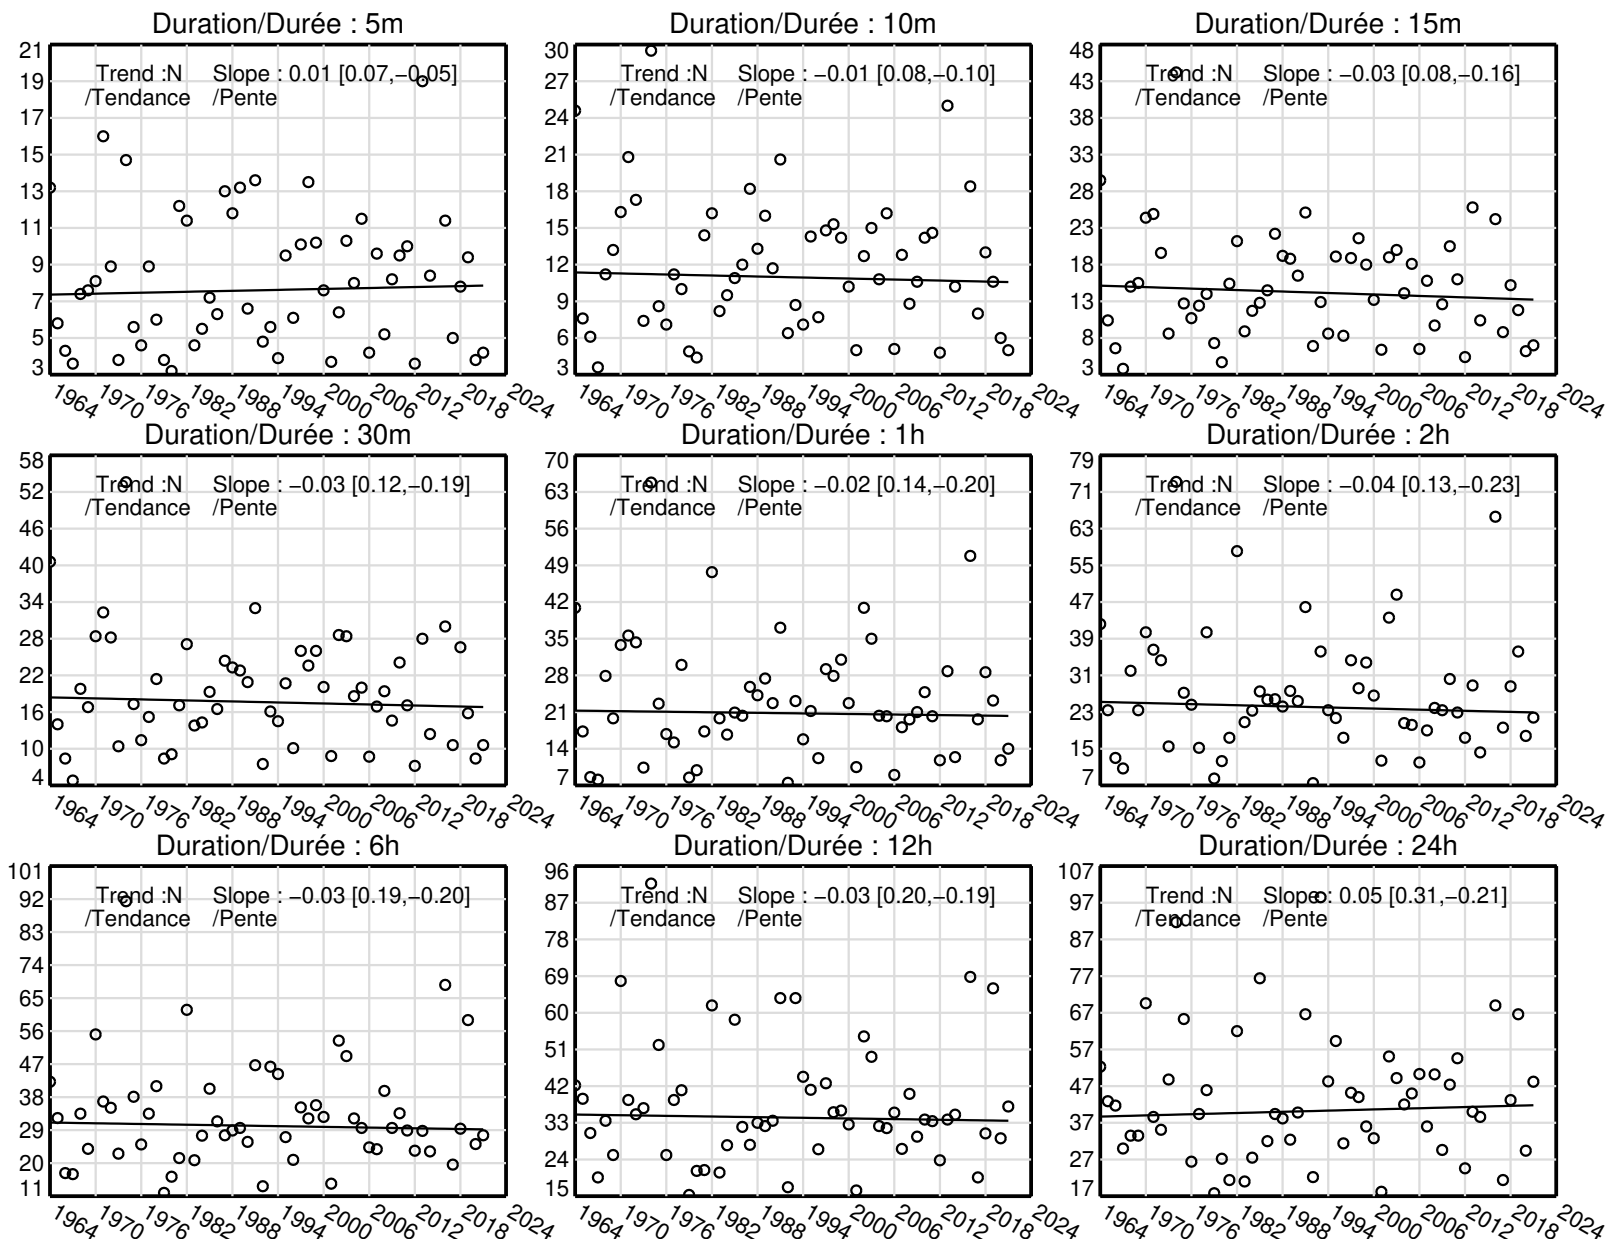 Duration/Durée : 5m
21
19
17
15
13
11
9
7
5
3
Trend :N Slope : 0.01 [0.07,−0.05]
/Tendance /Pente
1964 1970 1976 1982 1988 1994 2000 2006 2012 2018 2024
Duration/Durée : 10m
30
27
24
21
18
15
12
9
6
3
Trend :N Slope : −0.01 [0.08,−0.10]
/Tendance /Pente
1964 1970 1976 1982 1988 1994 2000 2006 2012 2018 2024
Duration/Durée : 15m
48
43
38
33
28
23
18
13
8
3
Trend :N Slope : −0.03 [0.08,−0.16]
/Tendance /Pente
1964 1970 1976 1982 1988 1994 2000 2006 2012 2018 2024
Duration/Durée : 30m
58
52
46
40
34
28
22
16
10
4
Trend :N Slope : −0.03 [0.12,−0.19]
/Tendance /Pente
1964 1970 1976 1982 1988 1994 2000 2006 2012 2018 2024
Duration/Durée : 1h
70
63
56
49
42
35
28
21
14
7
Trend :N Slope : −0.02 [0.14,−0.20]
/Tendance /Pente
1964 1970 1976 1982 1988 1994 2000 2006 2012 2018 2024
Duration/Durée : 2h
79
71
63
55
47
39
31
23
15
7
Trend :N Slope : −0.04 [0.13,−0.23]
/Tendance /Pente
1964 1970 1976 1982 1988 1994 2000 2006 2012 2018 2024
Duration/Durée : 6h
101
92
83
74
65
56
47
38
29
20
11
Trend :N Slope : −0.03 [0.19,−0.20]
/Tendance /Pente
1964 1970 1976 1982 1988 1994 2000 2006 2012 2018 2024
Duration/Durée : 12h
96
87
78
69
60
51
42
33
24
15
Trend :N Slope : −0.03 [0.20,−0.19]
/Tendance /Pente
1964 1970 1976 1982 1988 1994 2000 2006 2012 2018 2024
Duration/Durée : 24h
107
97
87
77
67
57
47
37
27
17
Trend :N Slope : 0.05 [0.31,−0.21]
/Tendance /Pente
1964 1970 1976 1982 1988 1994 2000 2006 2012 2018 2024